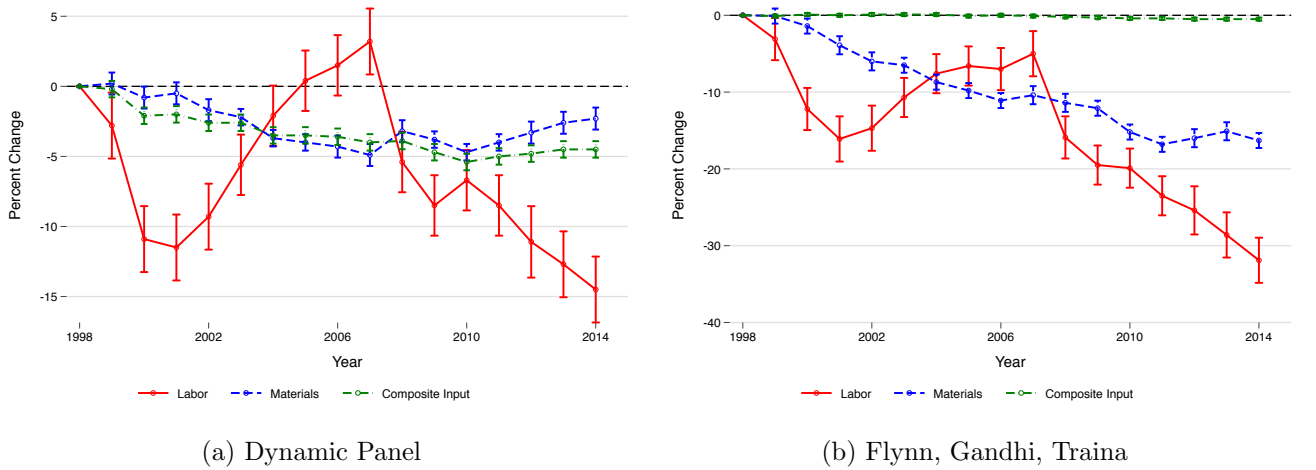 Percent Change
5
0
-5
-10
-15
1998 2002 2006 2010 2014
Year
Labor Materials Composite Input
(a) Dynamic Panel
Percent Change
0
-10
-20
-30
-40
1998 2002 2006 2010 2014
Year
Labor Materials Composite Input
(b) Flynn, Gandhi, Traina